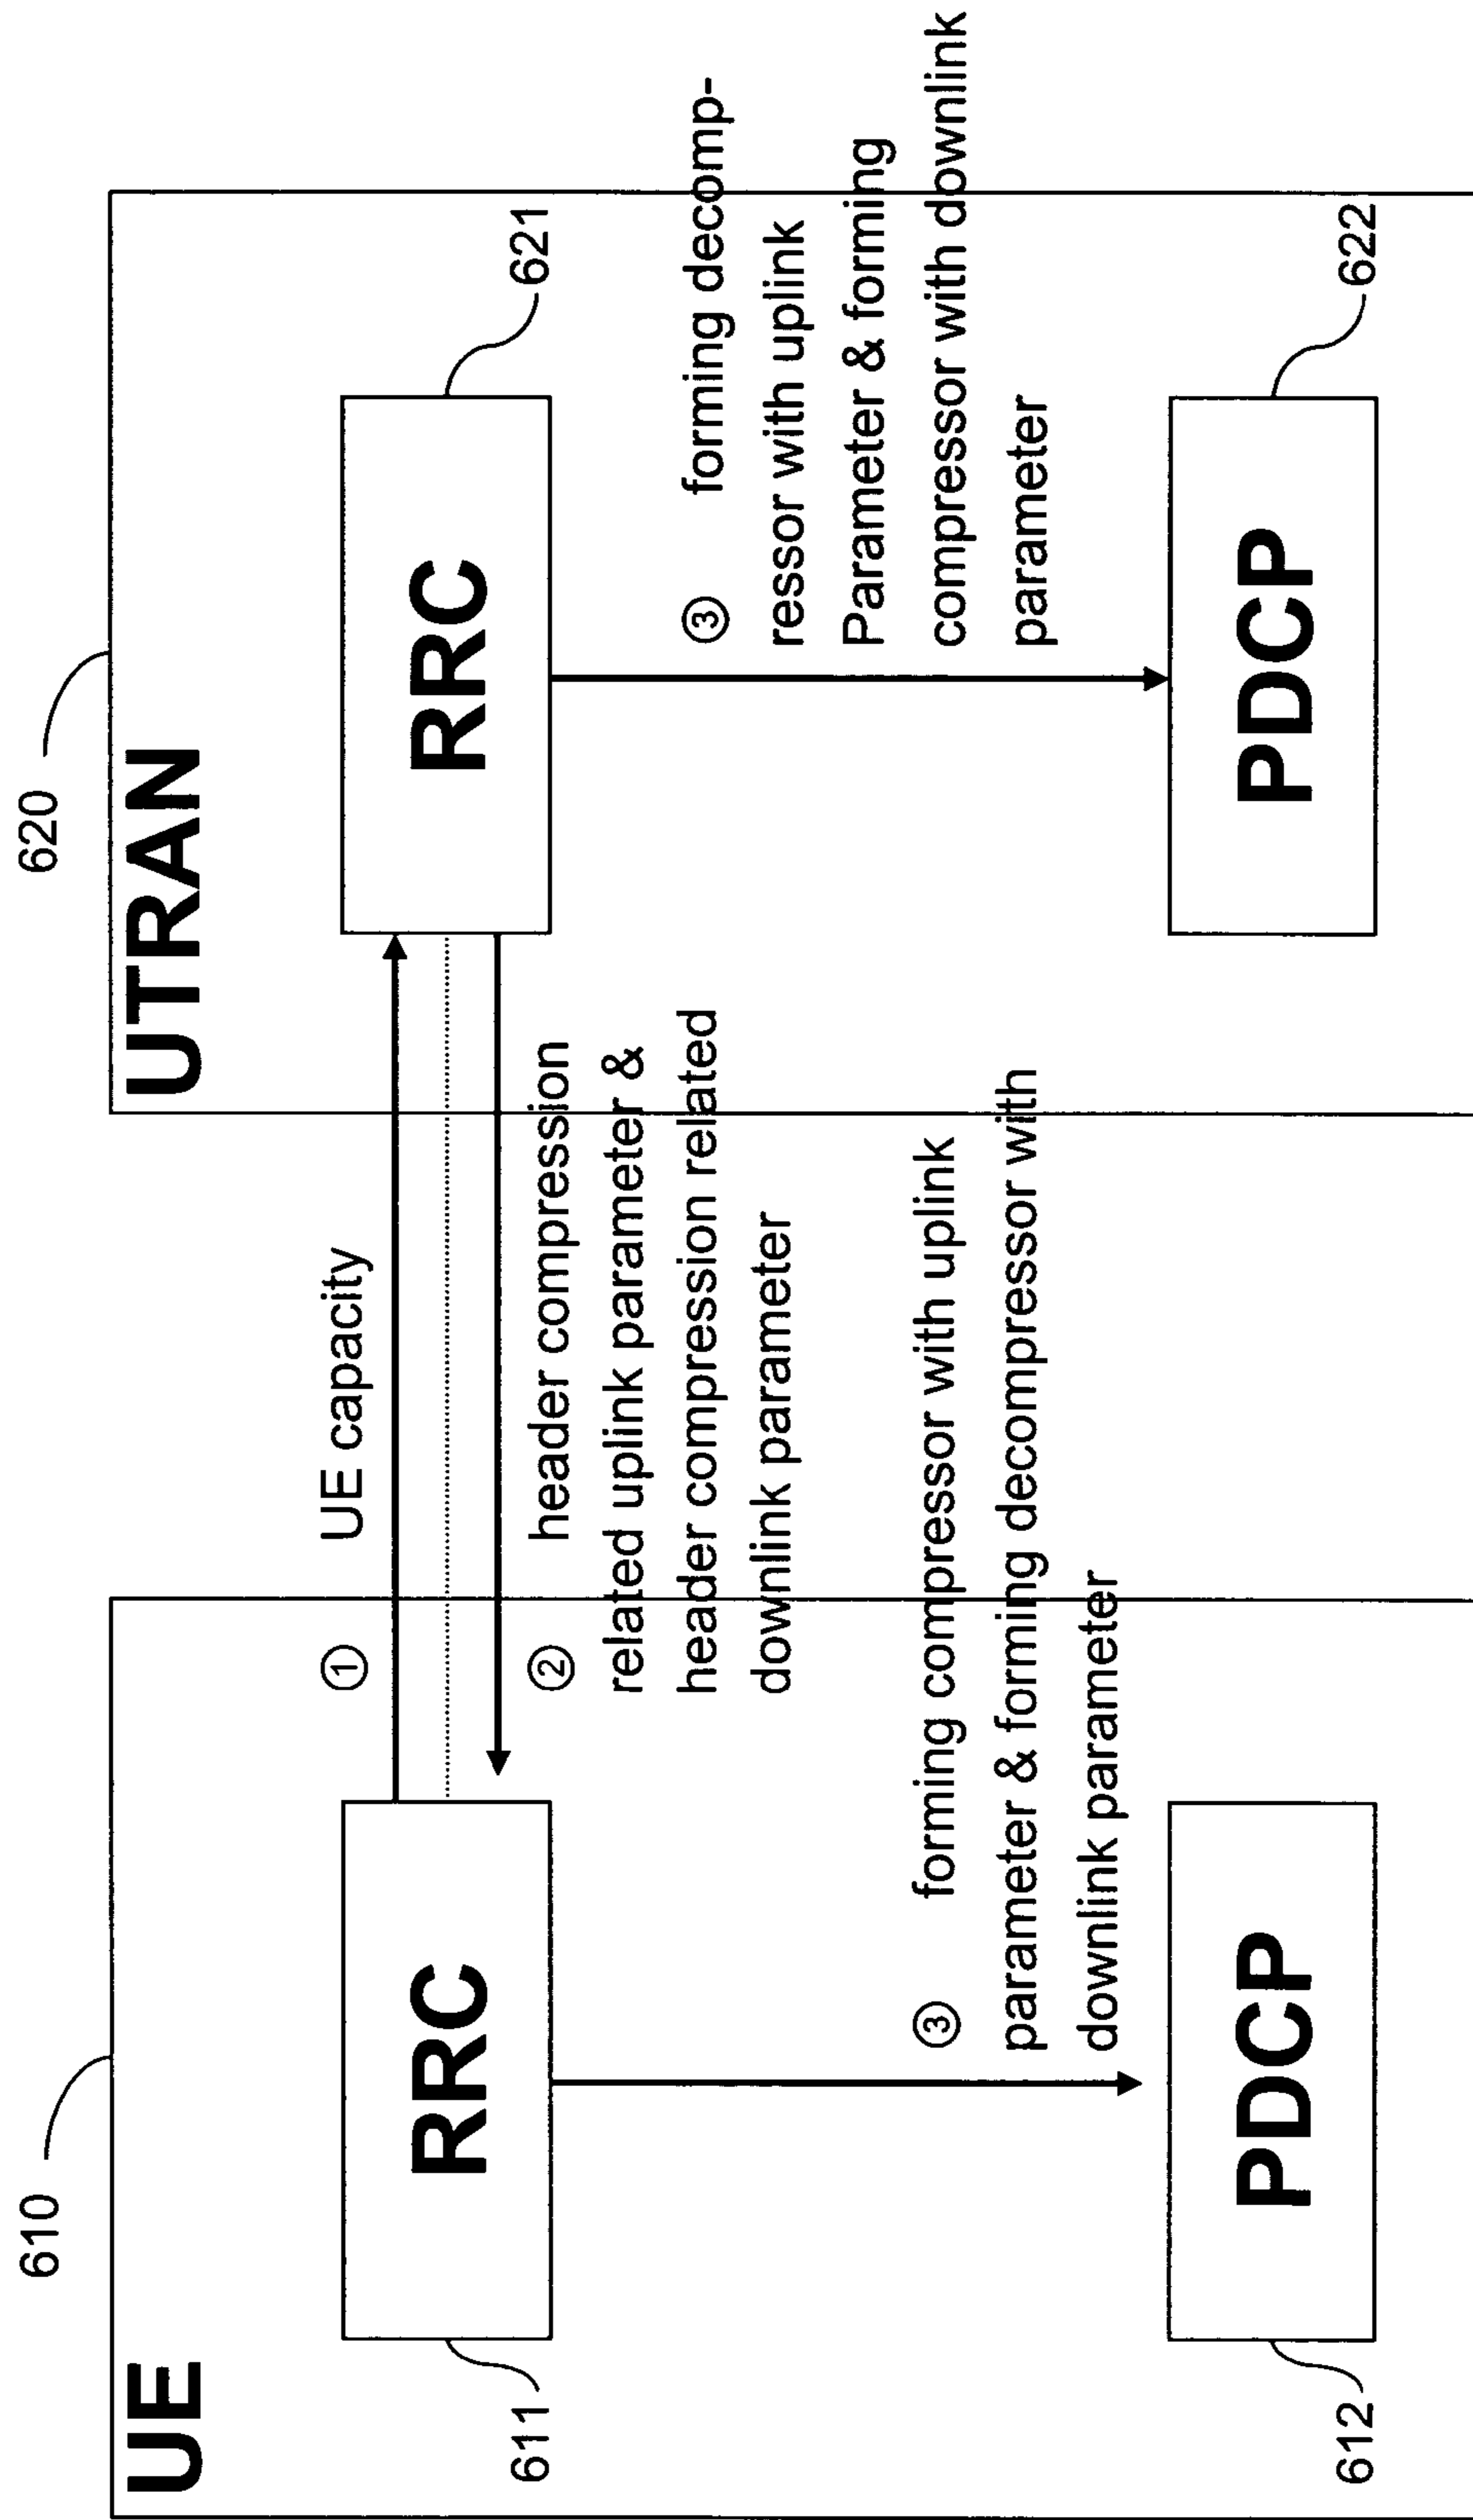 610
620
UE
UTRAN
① UE capacity
RRC
RRC
611
621
② header compression
related uplink parameter &
header compression related
downlink parameter
③ forming decomp-
ressor with uplink
Parameter & forming
compressor with downlink
parameter
③ forming compressor with uplink
parameter & forming decompressor with
downlink parameter
PDCP
PDCP
612
622